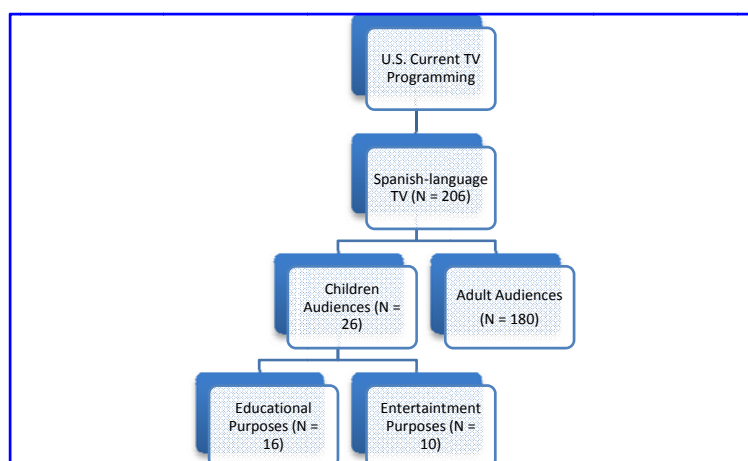 U.S. Current TV
Programming
Spanish-language
TV (N = 206)
Children
Audiences (N =
26)
Adult Audiences
(N = 180)
Educational
Purposes (N =
16)
Entertaintment
Purposes (N =
10)